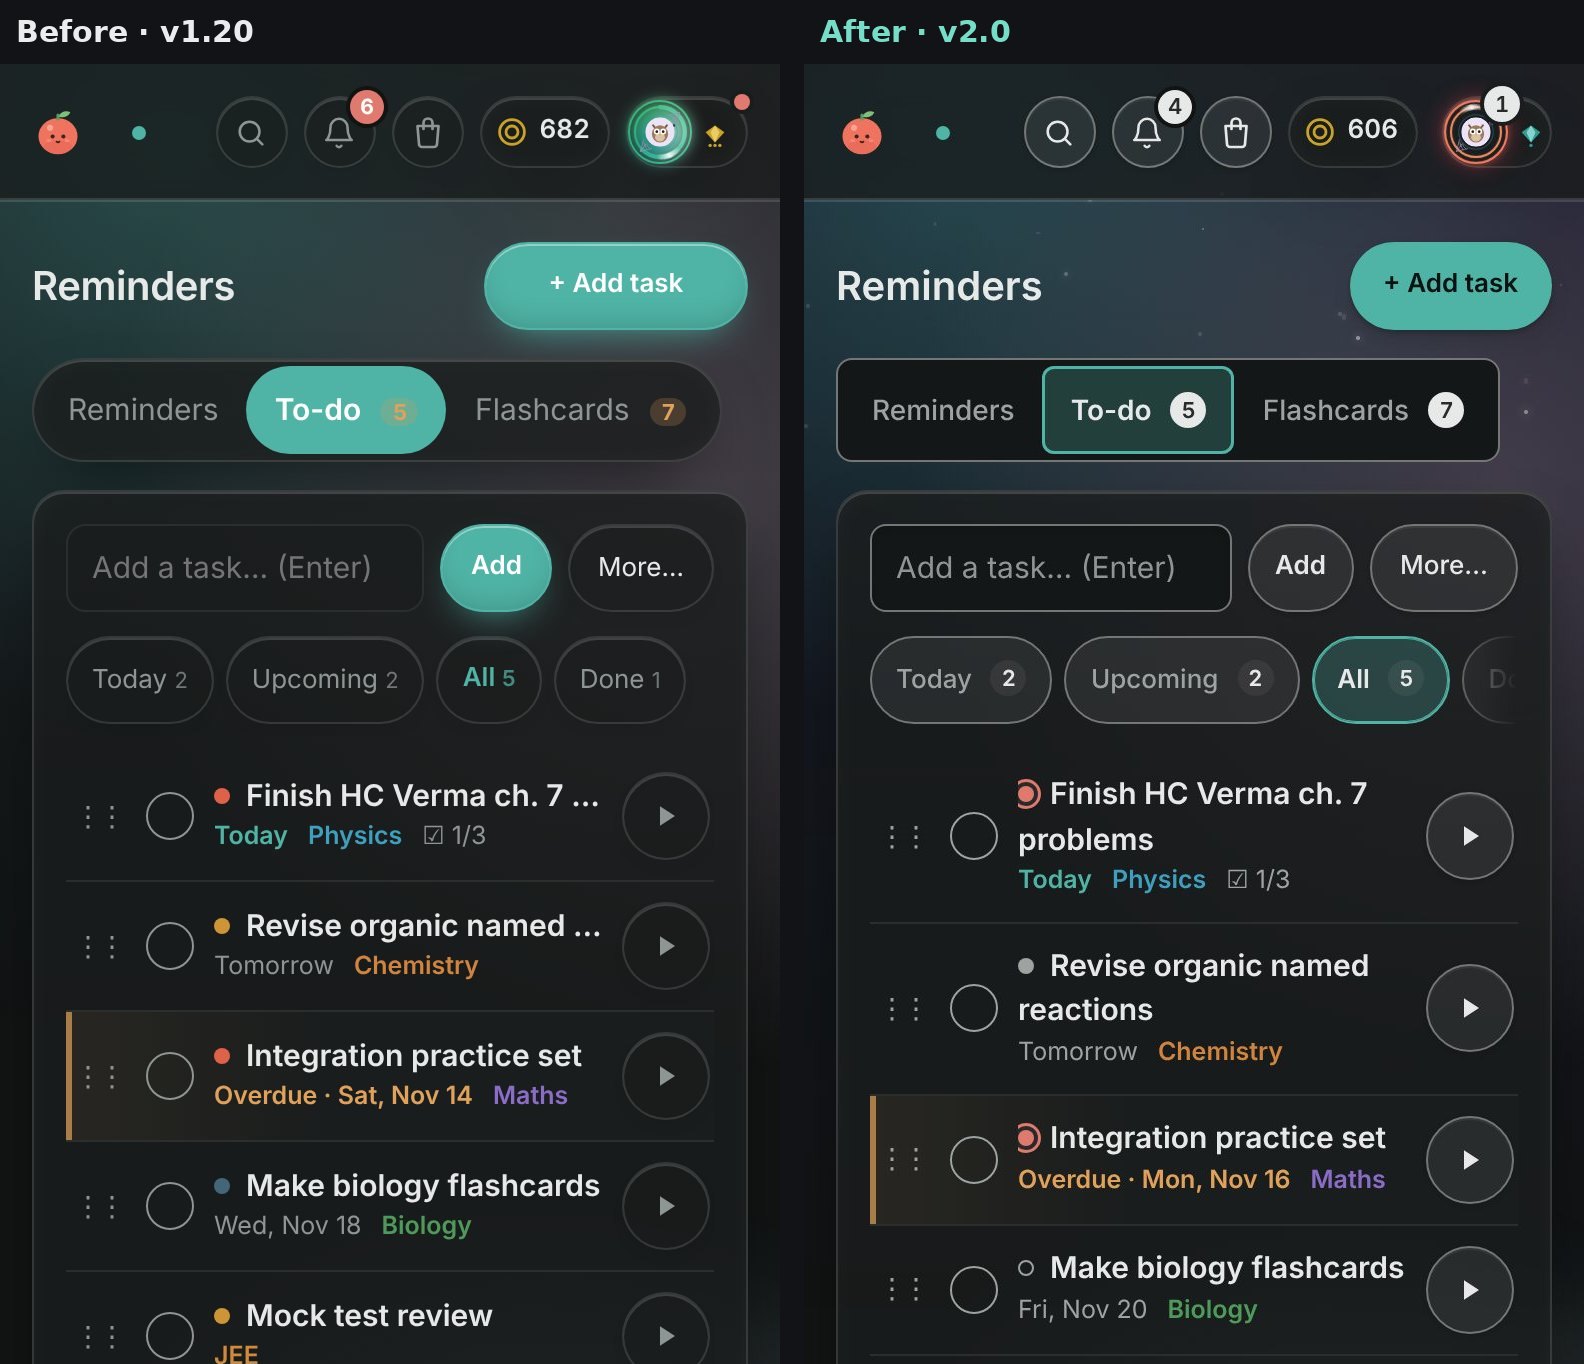 Before · v1.20
6
682
Reminders
+ Add task
Reminders To-do 5 Flashcards 7
Add a task... (Enter) Add More...
Today 2 Upcoming 2 All 5 Done 1
Finish HC Verma ch. 7 ...
Today Physics ☑ 1/3
Revise organic named ...
Tomorrow Chemistry
Integration practice set
Overdue · Sat, Nov 14 Maths
Make biology flashcards
Wed, Nov 18 Biology
Mock test review
JEE
After · v2.0
4
606
1
Reminders
+ Add task
Reminders To-do 5 Flashcards 7
Add a task... (Enter) Add More...
Today 2 Upcoming 2 All 5
Finish HC Verma ch. 7
problems
Today Physics ☑ 1/3
Revise organic named
reactions
Tomorrow Chemistry
Integration practice set
Overdue · Mon, Nov 16 Maths
Make biology flashcards
Fri, Nov 20 Biology